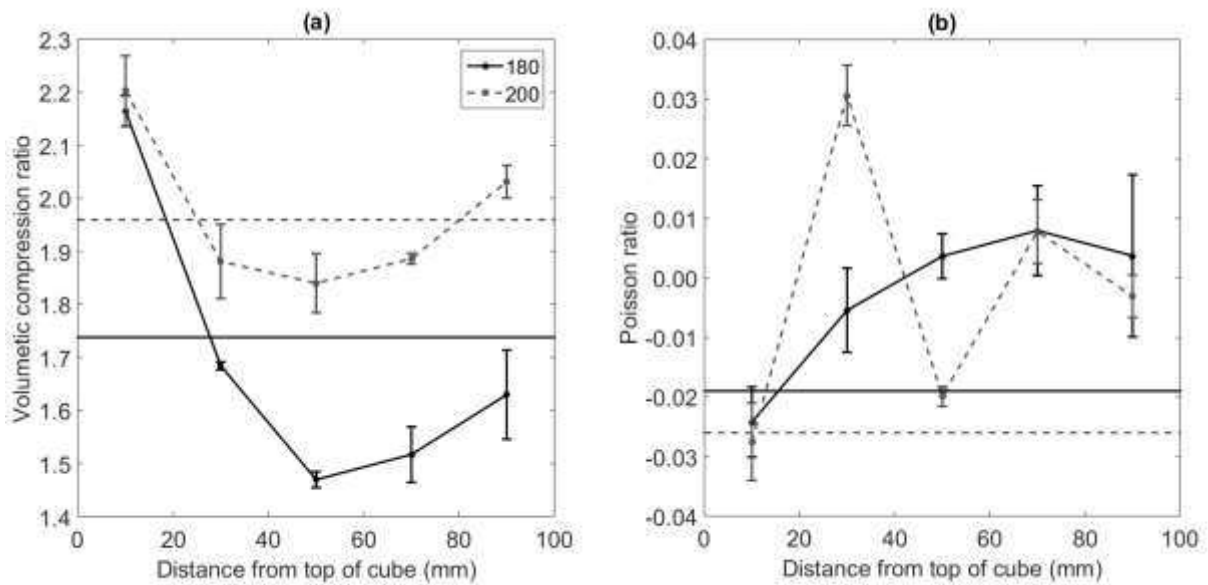 (a)
2.3
2.2
2.1
2.0
1.9
1.8
1.7
1.6
1.5
1.4
Volumetic compression ratio
180
200
0 20 40 60 80 100
Distance from top of cube (mm)
(b)
0.04
0.03
0.02
0.01
0.00
-0.01
-0.02
-0.03
-0.04
Poisson ratio
0 20 40 60 80 100
Distance from top of cube (mm)